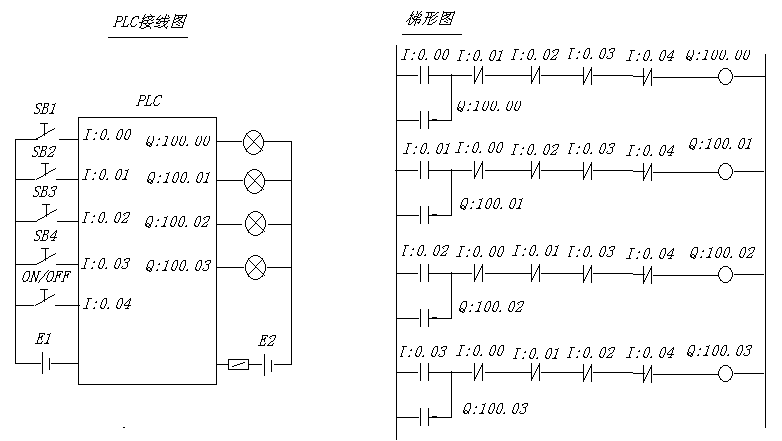 PLC接线图
PLC
SB1
I:0.00
Q:100.00
SB2
I:0.01
Q:100.01
SB3
I:0.02
Q:100.02
SB4
I:0.03
Q:100.03
ON/OFF
I:0.04
E1
E2
梯形图
I:0.00 I:0.01 I:0.02 I:0.03 I:0.04 Q:100.00
Q:100.00
I:0.01 I:0.00 I:0.02 I:0.03 I:0.04 Q:100.01
Q:100.01
I:0.02 I:0.00 I:0.01 I:0.03 I:0.04 Q:100.02
Q:100.02
I:0.03 I:0.00 I:0.01 I:0.02 I:0.04 Q:100.03
Q:100.03